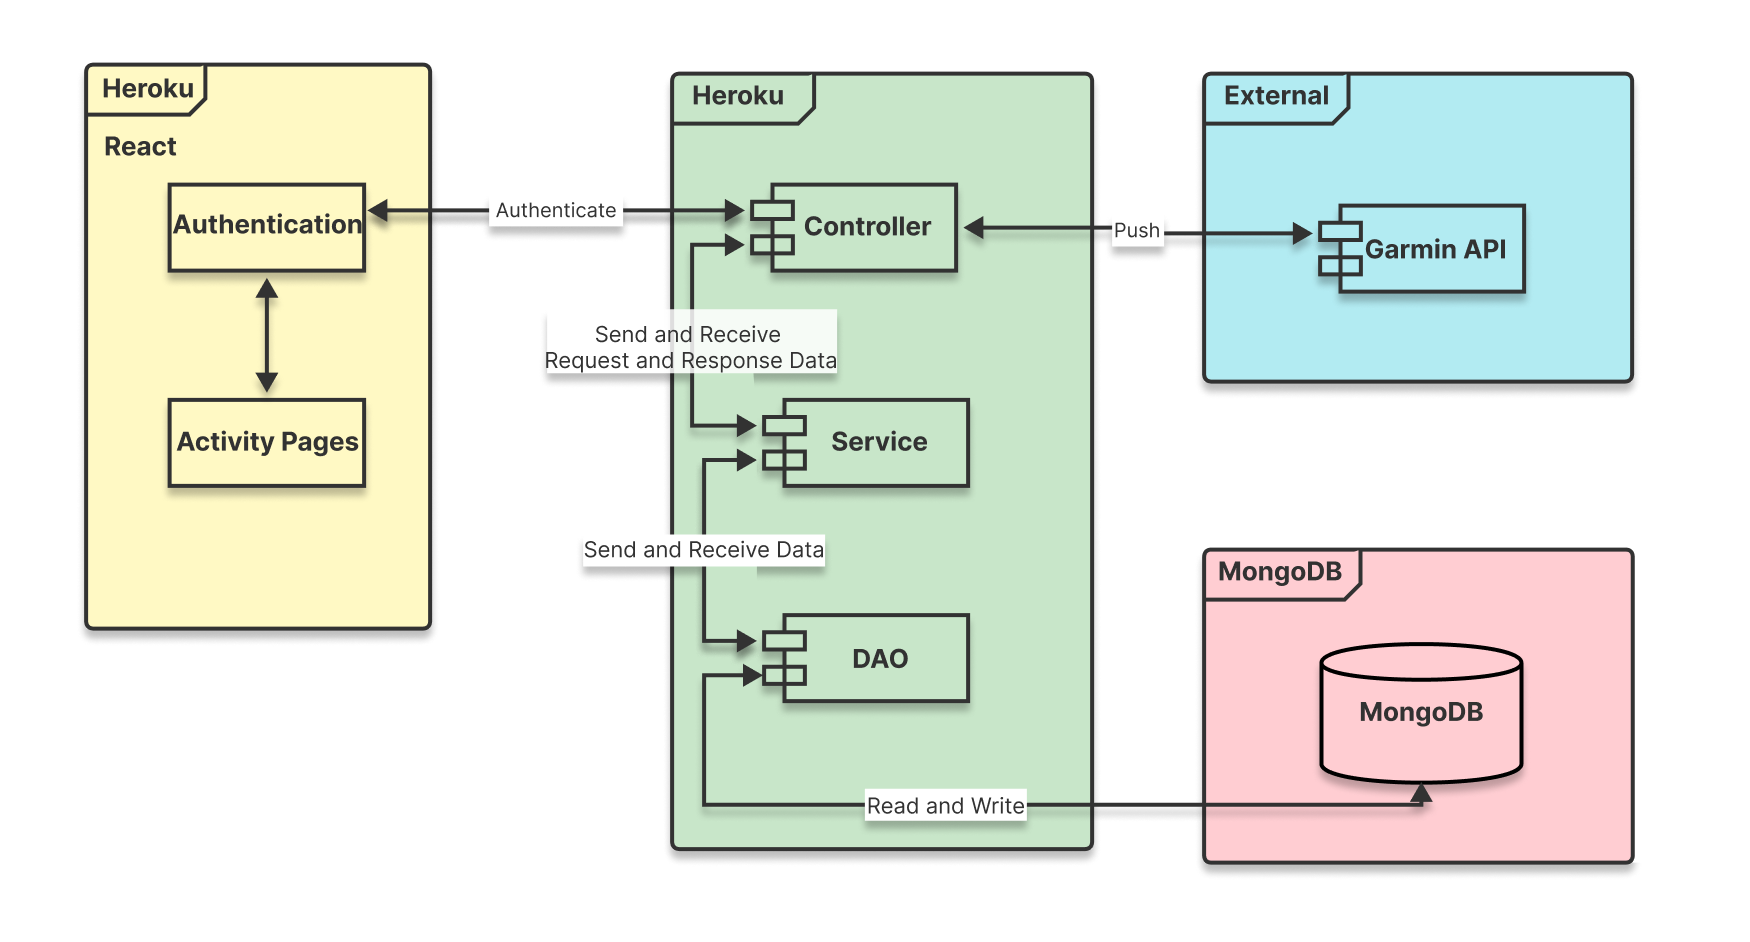 Heroku
React
Authentication
Activity Pages
Authenticate
Heroku
Controller
Send and Receive
Request and Response Data
Service
Send and Receive Data
DAO
Read and Write
Push
External
Garmin API
MongoDB
MongoDB